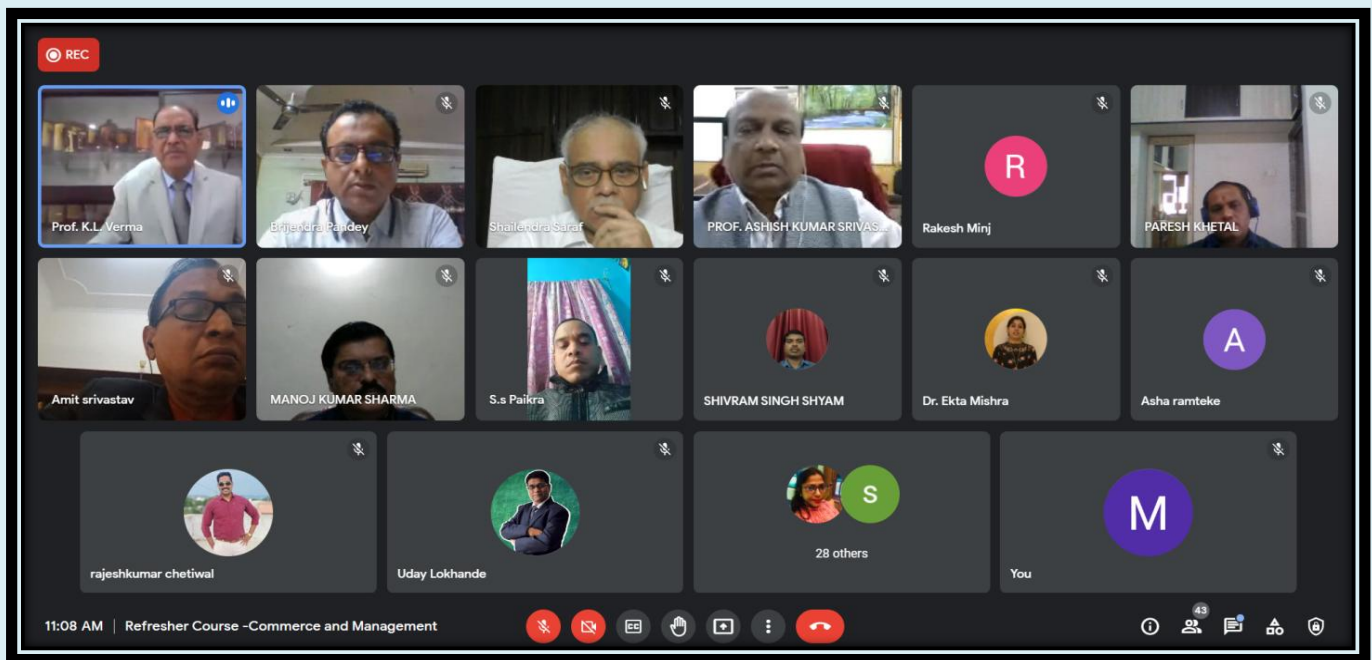 REC
Prof. K.L. Verma
Brijendra Pandey
Shailendra Saraf
PROF. ASHISH KUMAR SRIVAS...
R
Rakesh Minj
PARESH KHETAL
Amit srivastav
MANOJ KUMAR SHARMA
S.s Paikra
SHIVRAM SINGH SHYAM
Dr. Ekta Mishra
A
Asha ramteke
rajeshkumar chetiwal
Uday Lokhande
S
28 others
M
You
11:08 AM | Refresher Course -Commerce and Management
CC
43